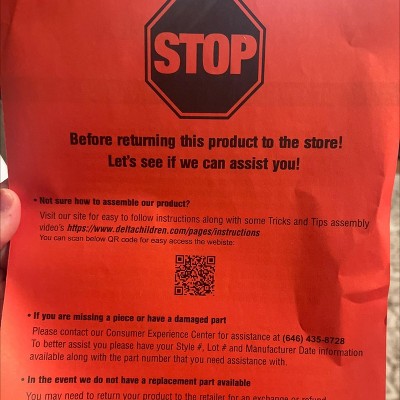 STOP
Before returning this product to the store!
Let's see if we can assist you!
• Not sure how to assemble our product?
Visit our site for easy to follow instructions along with some Tricks and Tips assembly
video's https://www.deltachildren.com/pages/instructions
You can scan below QR code for easy access the webiste:
• If you are missing a piece or have a damaged part
Please contact our Consumer Experience Center for assistance at (646) 435-8728
To better assist you please have your Style #, Lot # and Manufacturer Date information
available along with the part number that you need assistance with.
• In the event we do not have a replacement part available
You may need to return your product to the retailer for an exchange or refund